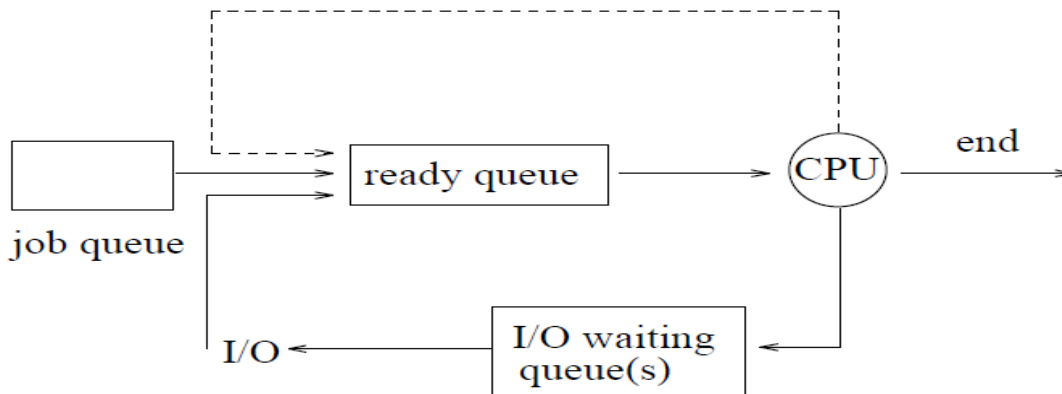 end
ready queue
CPU
job queue
I/O
I/O waiting
queue(s)